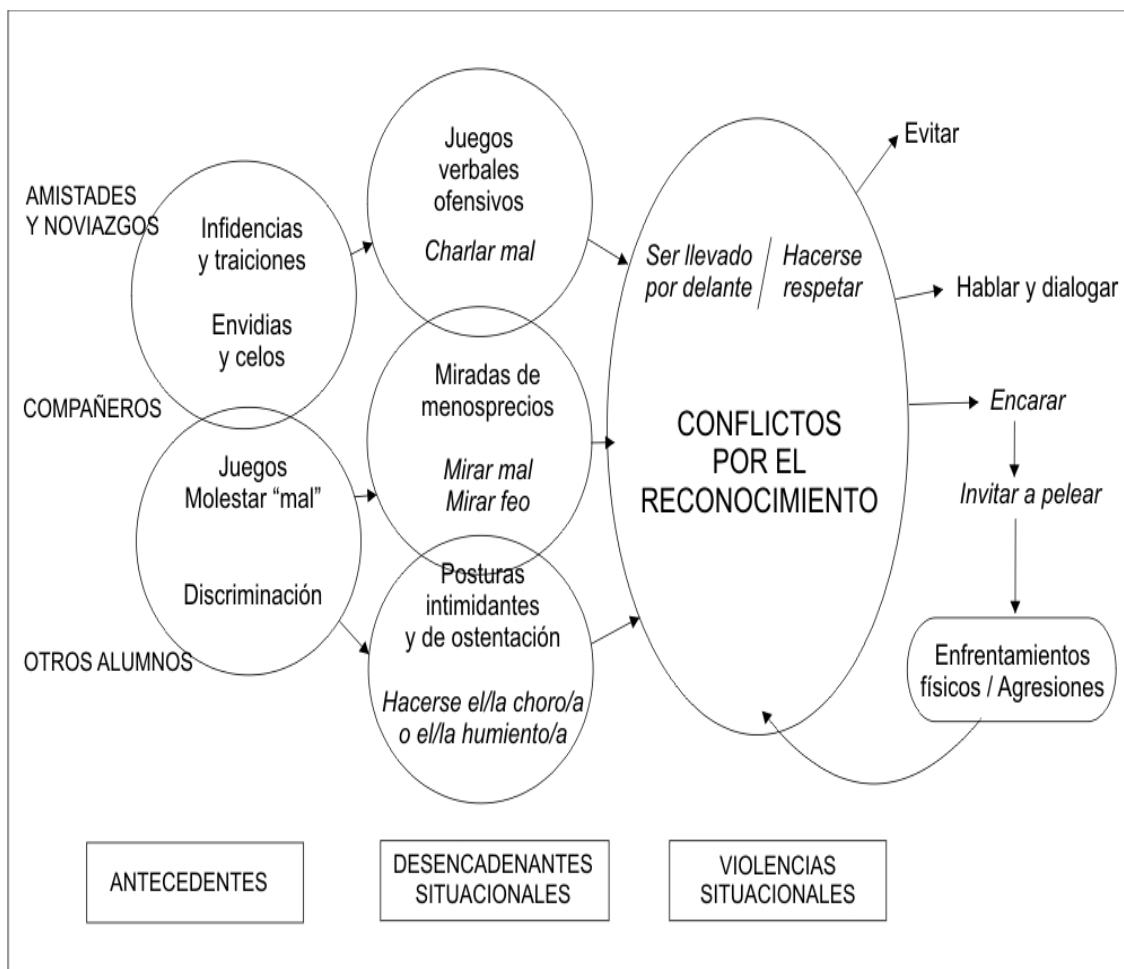 AMISTADES
Y NOVIAZGOS
COMPAÑEROS
OTROS ALUMNOS
Infidencias
y traiciones
Envidias
y celos
Juegos
Molestar “mal”
Discriminación
Juegos
verbales
ofensivos
Charlar mal
Miradas de
menosprecios
Mirar mal
Mirar feo
Posturas
intimidantes
y de ostentación
Hacerse el/la choro/a
o el/la humiento/a
Ser llevado
por delante
/
Hacerse
respetar
CONFLICTOS
POR EL
RECONOCIMIENTO
Evitar
Hablar y dialogar
Encarar
Invitar a pelear
Enfrentamientos
físicos / Agresiones
ANTECEDENTES
DESENCADENANTES
SITUACIONALES
VIOLENCIAS
SITUACIONALES